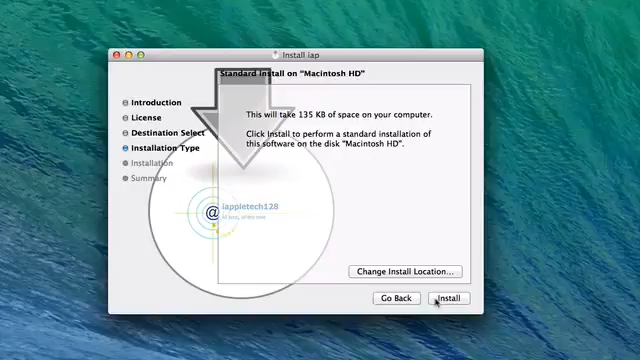 Install iap
Standard Install on "Macintosh HD"
Introduction
License
Destination Select
Installation Type
Installation
Summary
This will take 135 KB of space on your computer.
Click Install to perform a standard installation of
this software on the disk "Macintosh HD".
@
iappletech128
Change Install Location...
Go Back
Install